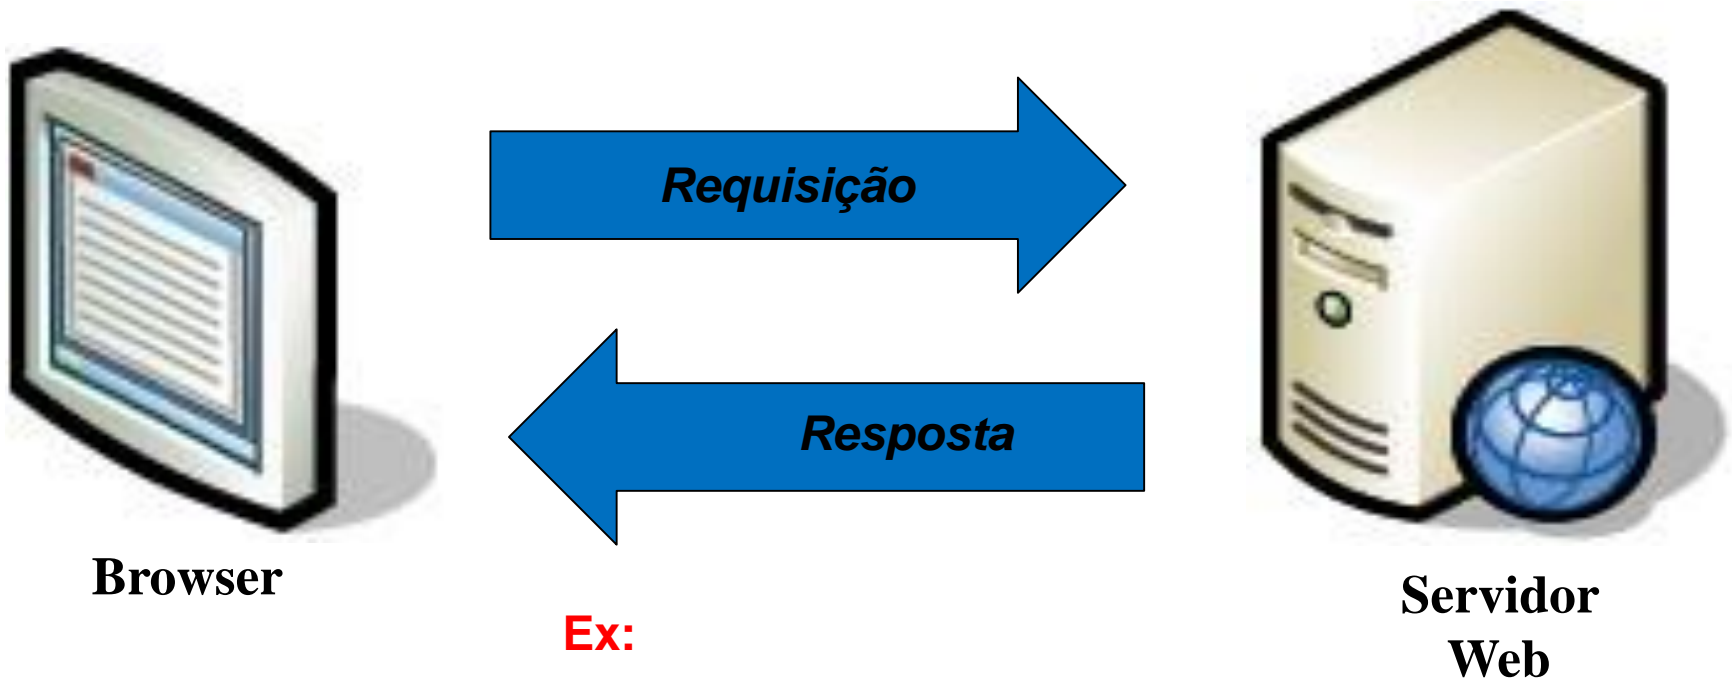 Requisição
Resposta
Browser
Servidor
Web
Ex: